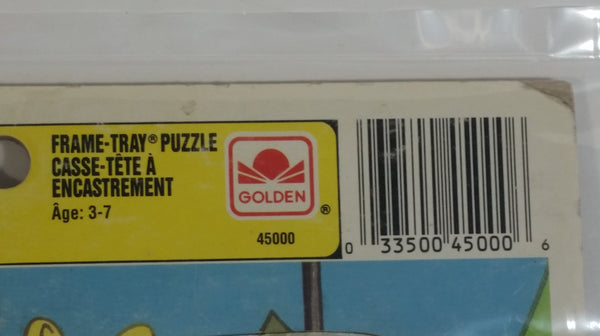 FRAME-TRAY® PUZZLE
CASSE-TÊTE À
ENCASTREMENT
Âge: 3-7
GOLDEN
®
45000
0 33500 45000 6